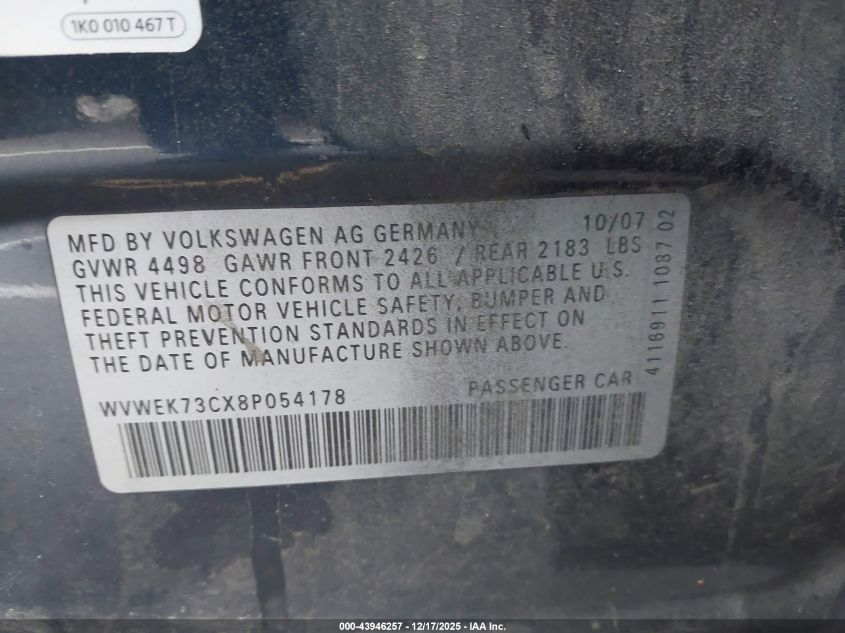 1K0 010 467 T
10/07
MFD BY VOLKSWAGEN AG GERMANY
GVWR 4498 GAWR FRONT 2426 / REAR 2183 LBS
THIS VEHICLE CONFORMS TO ALL APPLICABLE U.S.
FEDERAL MOTOR VEHICLE SAFETY, BUMPER AND
THEFT PREVENTION STANDARDS IN EFFECT ON
THE DATE OF MANUFACTURE SHOWN ABOVE.
WVWEK73CX8P054178
PASSENGER CAR
4116911 1087 02
000-43946257 - 12/17/2025 - IAA Inc.